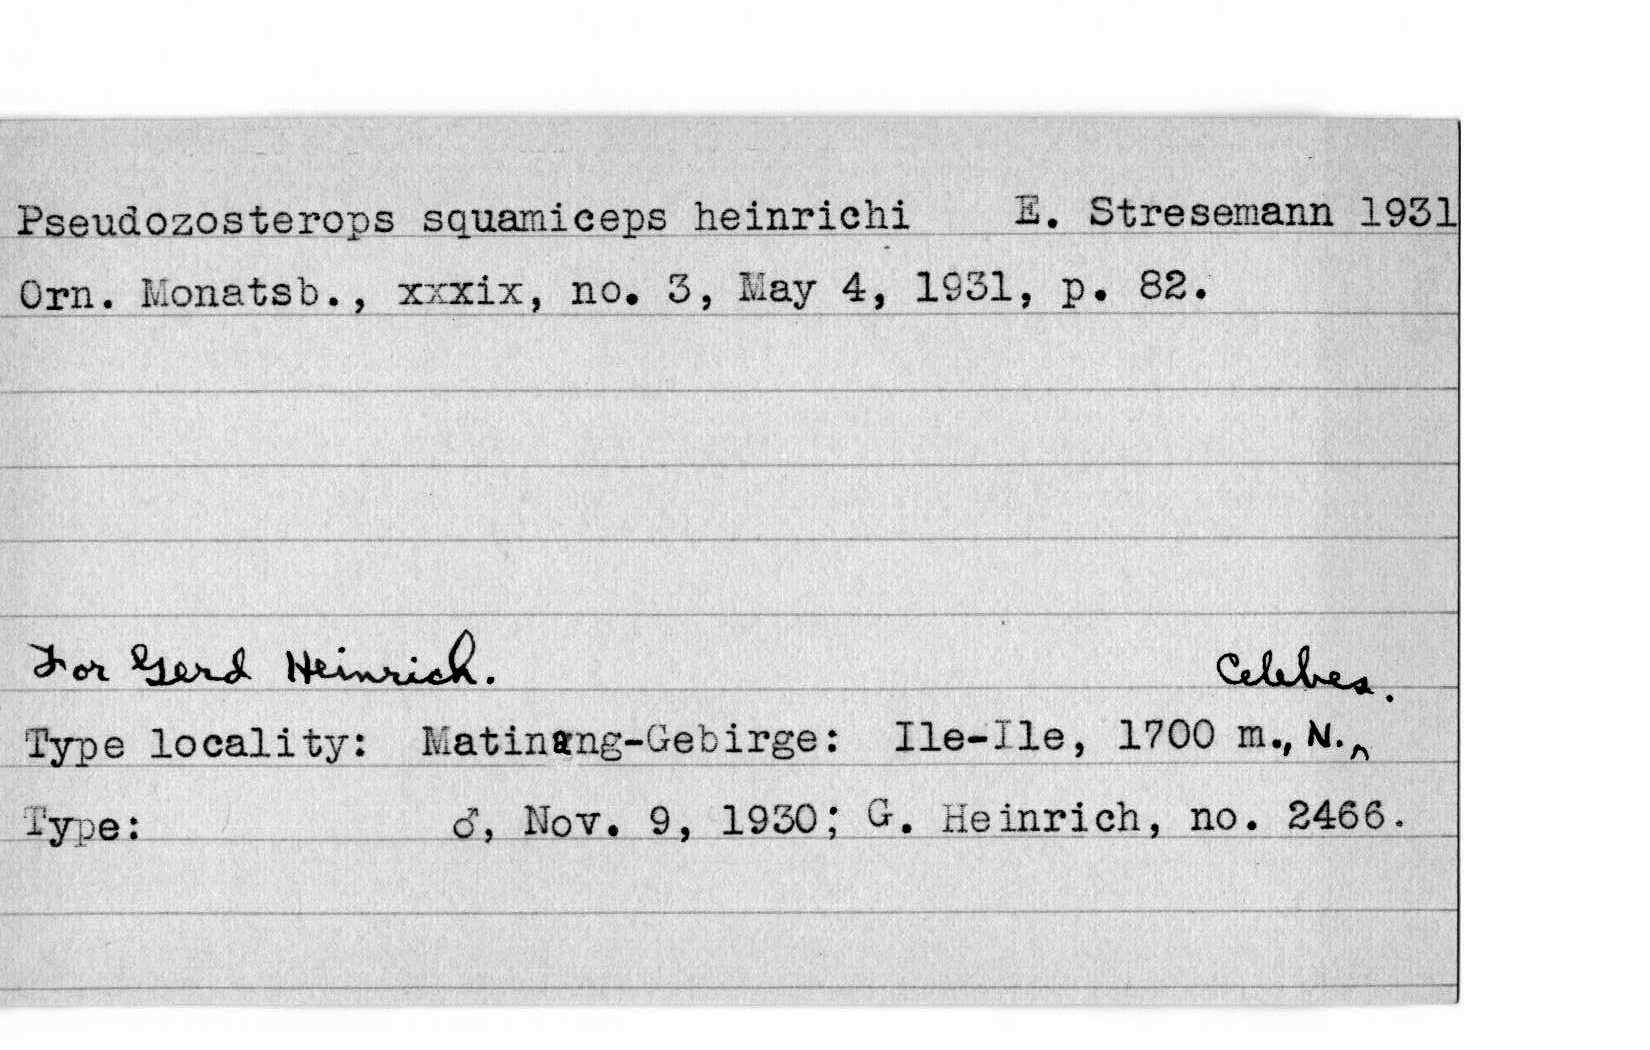 Pseudozosterops squamiceps heinrichi E. Stresemann 1931
Orn. Monatsb., xxxix, no. 3, May 4, 1931, p. 82.
For Gerd Heinrich. Celebes.
Type locality: Matinang-Gebirge: Ile-Ile, 1700 m., N.^
Type: ♂, Nov. 9, 1930; G. Heinrich, no. 2466.